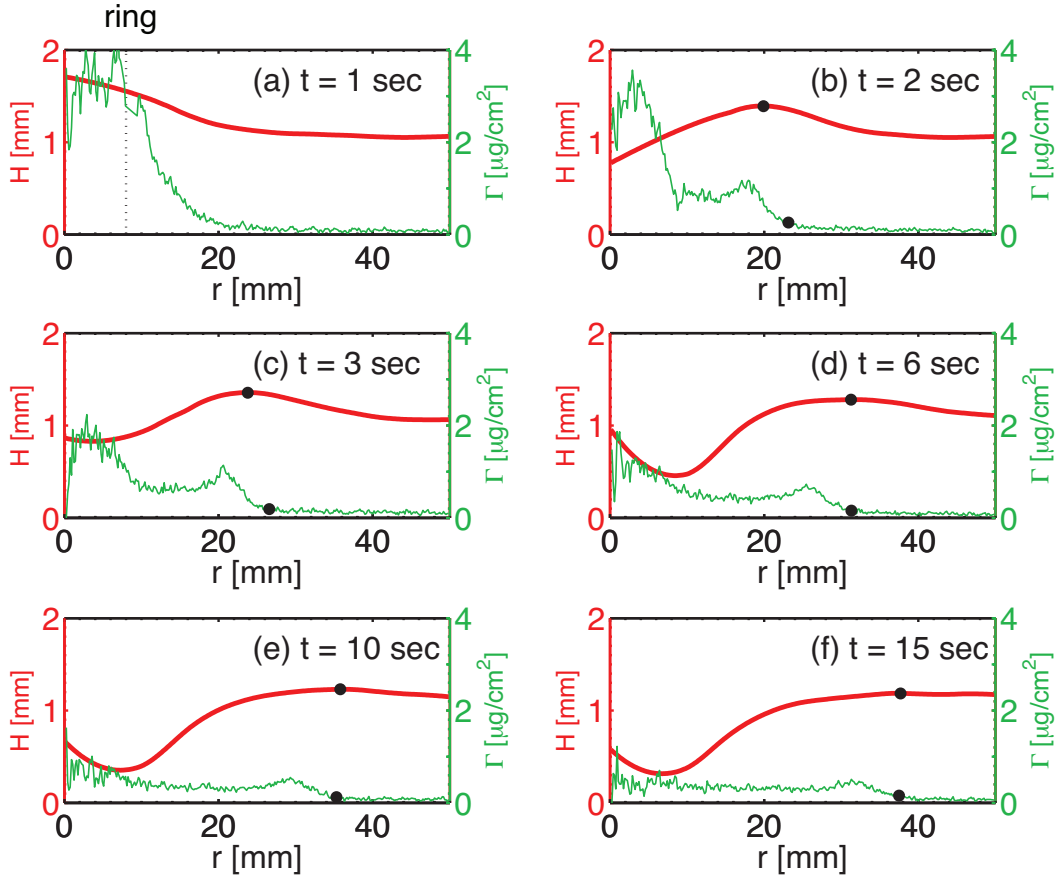 ring
(a) t = 1 sec
2
1
0
H [mm]
4
2
0
Γ [μg/cm²]
0 20 40
r [mm]
(b) t = 2 sec
2
1
0
H [mm]
4
2
0
Γ [μg/cm²]
0 20 40
r [mm]
(c) t = 3 sec
2
1
0
H [mm]
4
2
0
Γ [μg/cm²]
0 20 40
r [mm]
(d) t = 6 sec
2
1
0
H [mm]
4
2
0
Γ [μg/cm²]
0 20 40
r [mm]
(e) t = 10 sec
2
1
0
H [mm]
4
2
0
Γ [μg/cm²]
0 20 40
r [mm]
(f) t = 15 sec
2
1
0
H [mm]
4
2
0
Γ [μg/cm²]
0 20 40
r [mm]